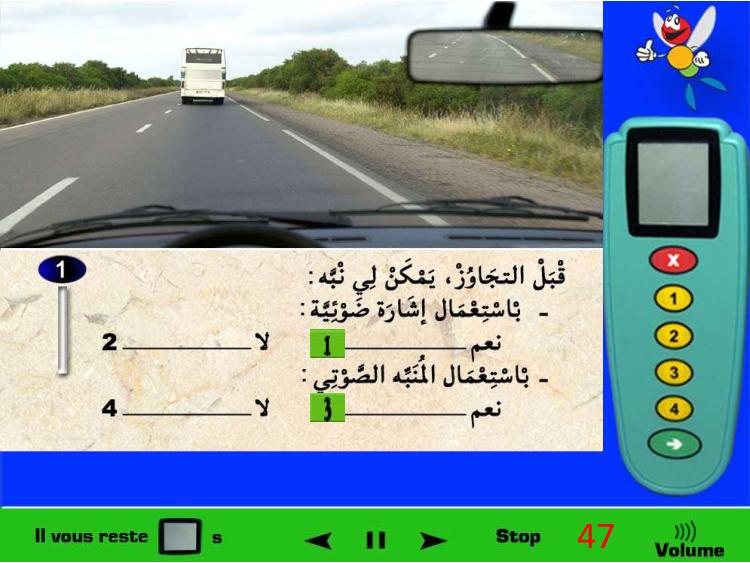 1
قْبَلْ التجَاوُزْ، يَمْكَنْ لِي نْبَّه :
- بْاسْتِعْمَال إشَارَة ضَوْئِيَّة :
نعم 1 لا 2
- بْاسْتِعْمَال المُنَبِّه الصَّوْتِي :
نعم 3 لا 4
X
1
2
3
4
Il vous reste s
Stop
47
Volume